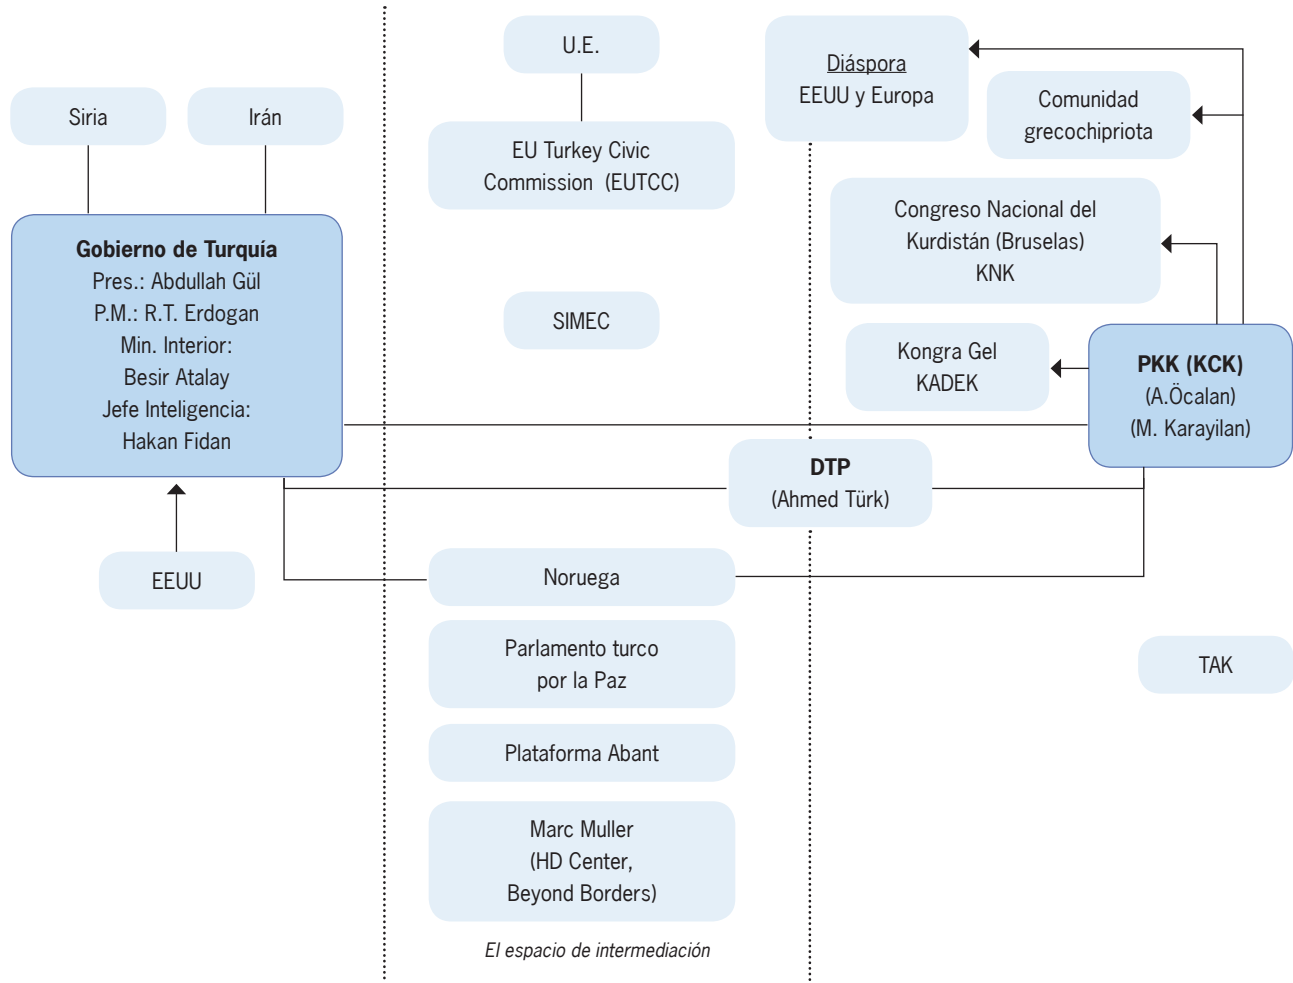 Siria
Irán
Gobierno de Turquía
Pres.: Abdullah Gül
P.M.: R.T. Erdogan
Min. Interior:
Besir Atalay
Jefe Inteligencia:
Hakan Fidan
EEUU
U.E.
EU Turkey Civic
Commission (EUTCC)
SIMEC
DTP
(Ahmed Türk)
Noruega
Parlamento turco
por la Paz
Plataforma Abant
Marc Muller
(HD Center,
Beyond Borders)
El espacio de intermediación
Diáspora
EEUU y Europa
Comunidad
grecochipriota
Congreso Nacional del
Kurdistán (Bruselas)
KNK
Kongra Gel
KADEK
PKK (KCK)
(A.Öcalan)
(M. Karayilan)
TAK